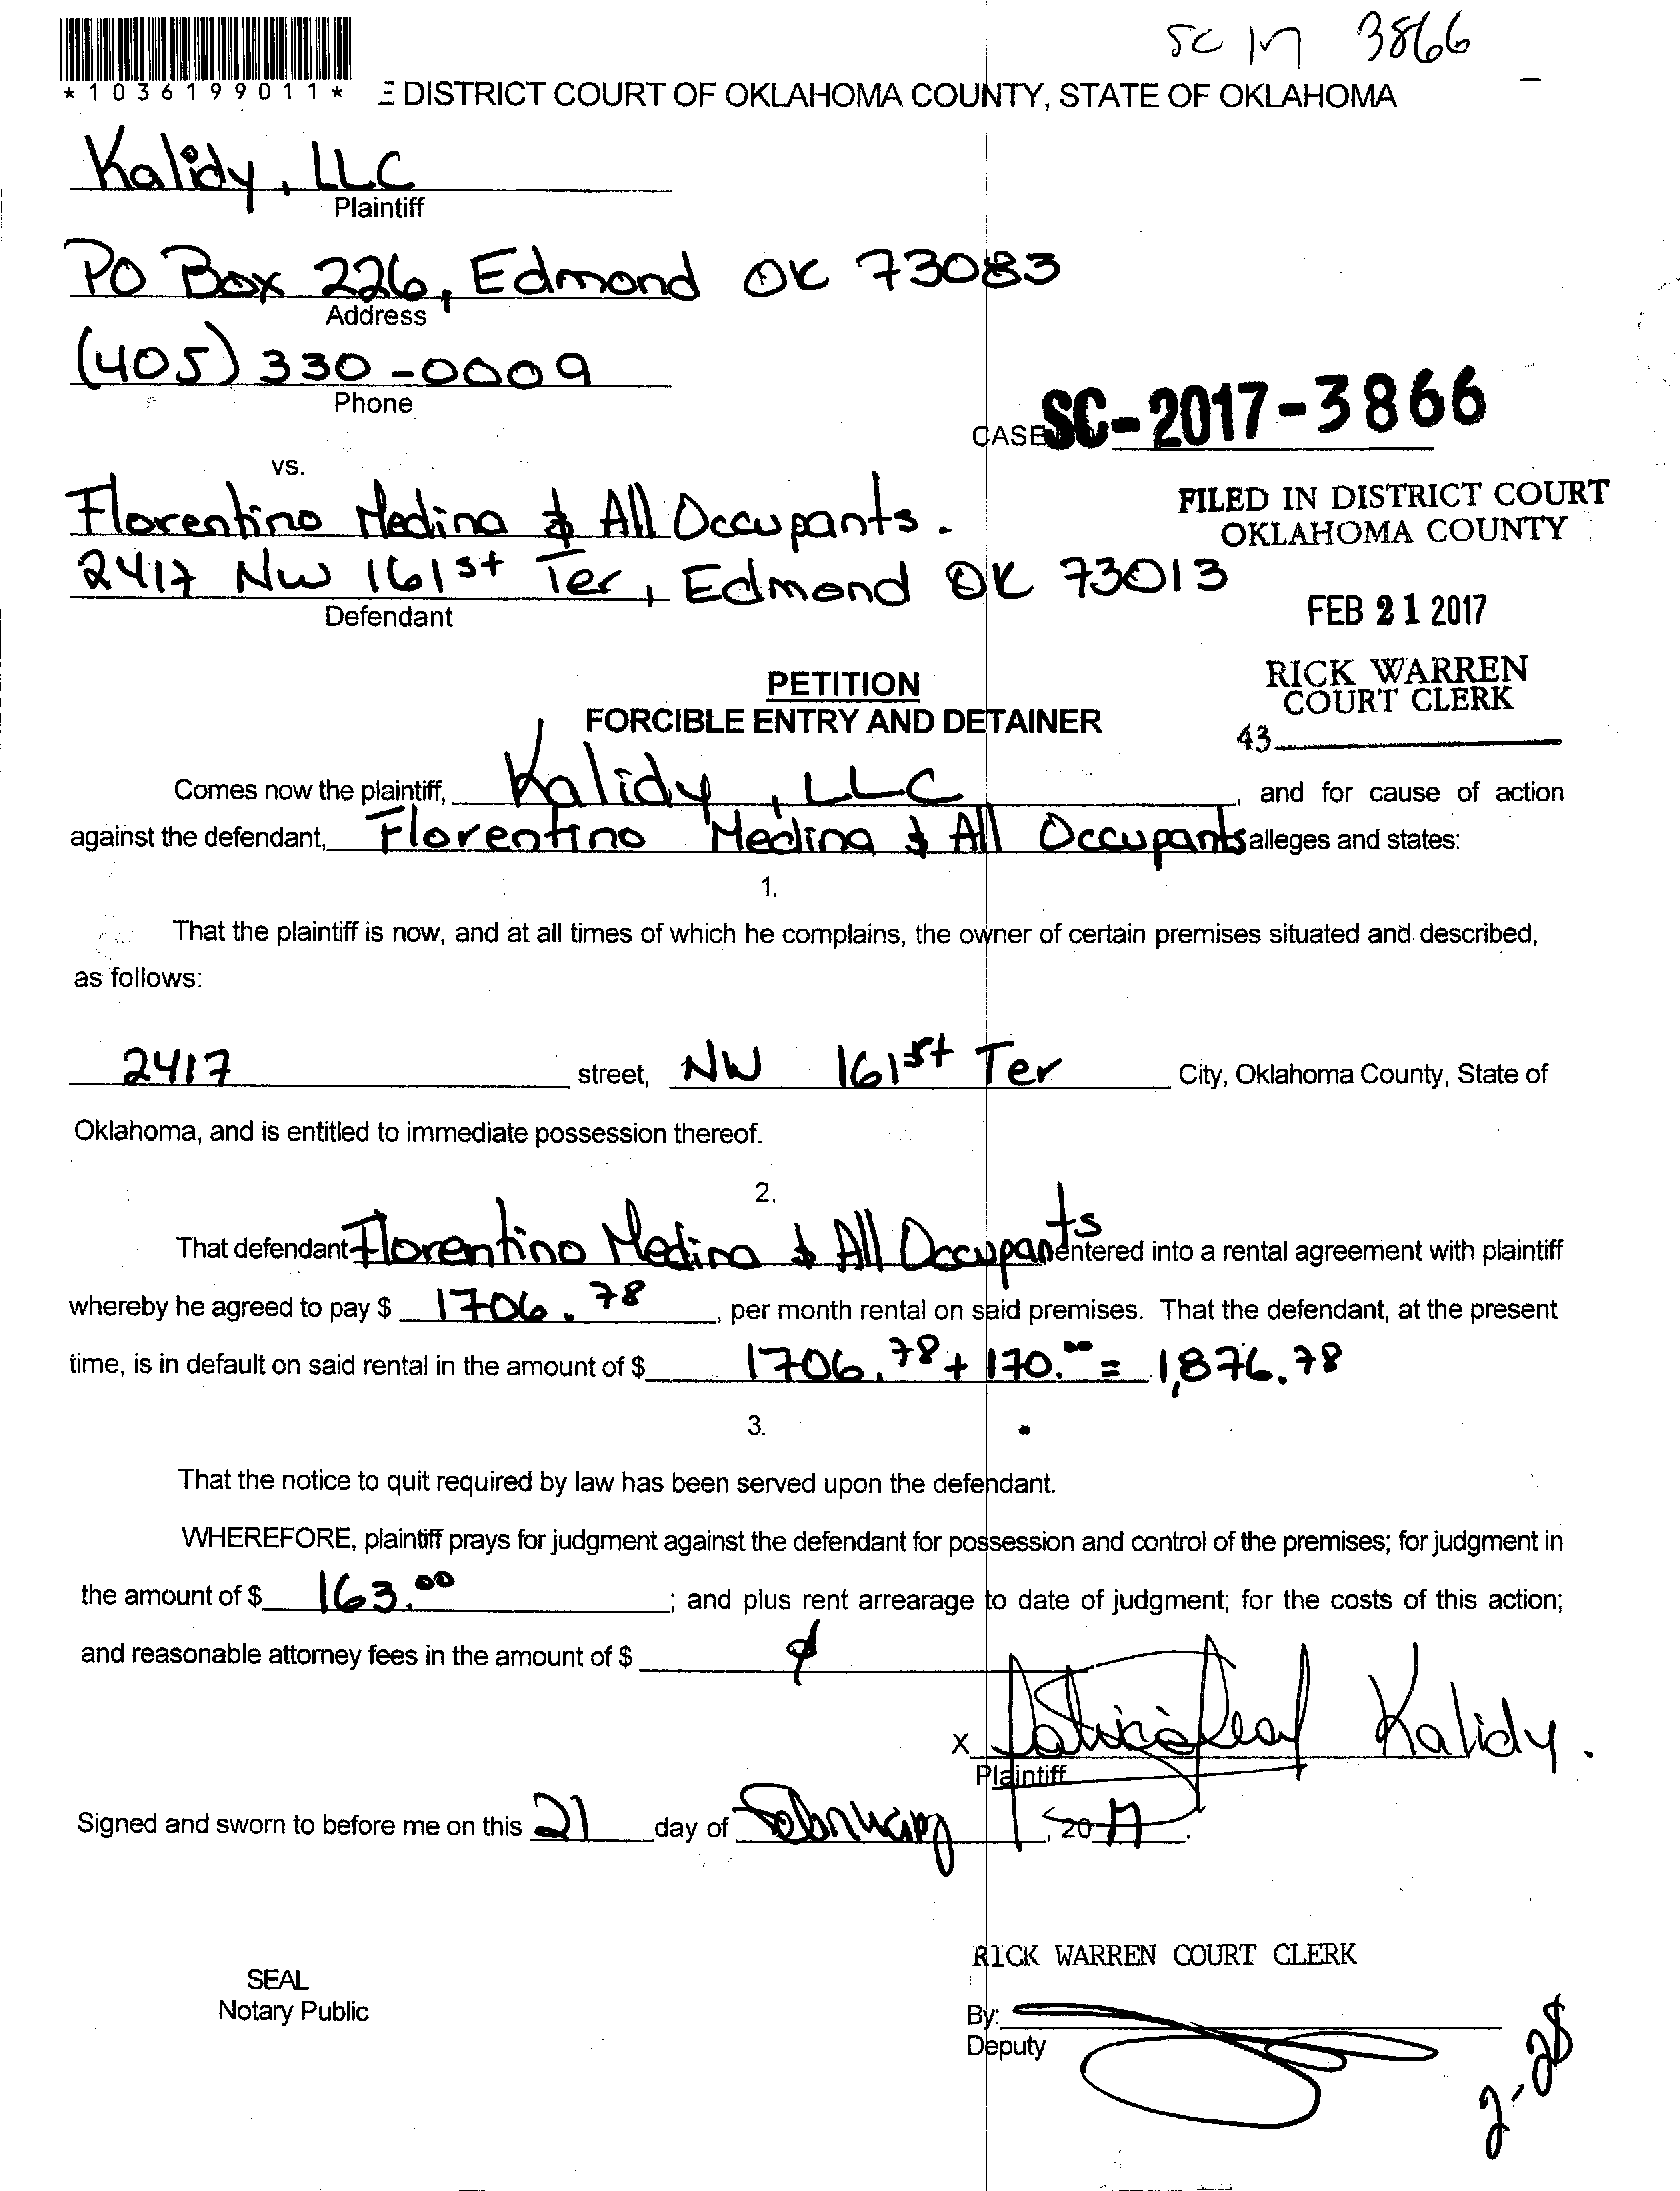 SC 17 3866
*1036199011*
E DISTRICT COURT OF OKLAHOMA COUNTY, STATE OF OKLAHOMA
Kalidy, LLC
Plaintiff
PO Box 226, Edmond OK 73083
Address
(405) 330-0009
Phone
CASE SC-2017-3866
vs.
Florentino Medina & All Occupants.
FILED IN DISTRICT COURT
OKLAHOMA COUNTY
2417 NW 161st Ter, Edmond OK 73013
Defendant
FEB 21 2017
PETITION
FORCIBLE ENTRY AND DETAINER
RICK WARREN
COURT CLERK
43
Comes now the plaintiff, Kalidy, LLC, and for cause of action
against the defendant, Florentino Medina & All Occupants alleges and states:
1.
That the plaintiff is now, and at all times of which he complains, the owner of certain premises situated and described,
as follows:
2417 street, NW 161st Ter City, Oklahoma County, State of
Oklahoma, and is entitled to immediate possession thereof.
2.
That defendant Florentino Medina & All Occupants entered into a rental agreement with plaintiff
whereby he agreed to pay $ 1706.78, per month rental on said premises. That the defendant, at the present
time, is in default on said rental in the amount of $ 1706.78 + 170.00 = 1,876.78
3.
That the notice to quit required by law has been served upon the defendant.
WHEREFORE, plaintiff prays for judgment against the defendant for possession and control of the premises; for judgment in
the amount of $ 163.00; and plus rent arrearage to date of judgment; for the costs of this action;
and reasonable attorney fees in the amount of $
X Kalidy.
Plaintiff
Signed and sworn to before me on this 21 day of February, 2017.
RICK WARREN COURT CLERK
SEAL
Notary Public
By:
Deputy
2-28